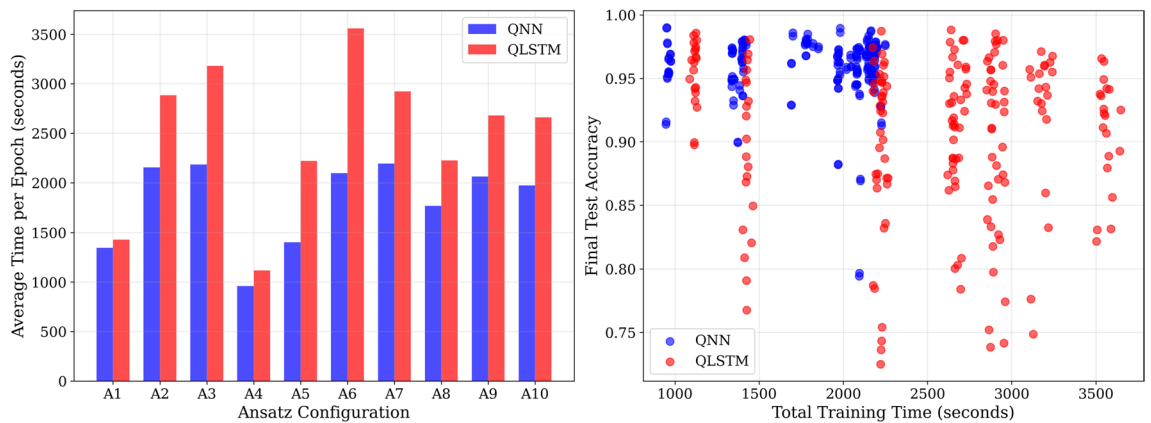 Average Time per Epoch (seconds)
3500
3000
2500
2000
1500
1000
500
0
QNN
QLSTM
A1 A2 A3 A4 A5 A6 A7 A8 A9 A10
Ansatz Configuration
Final Test Accuracy
1.00
0.95
0.90
0.85
0.80
0.75
QNN
QLSTM
1000 1500 2000 2500 3000 3500
Total Training Time (seconds)